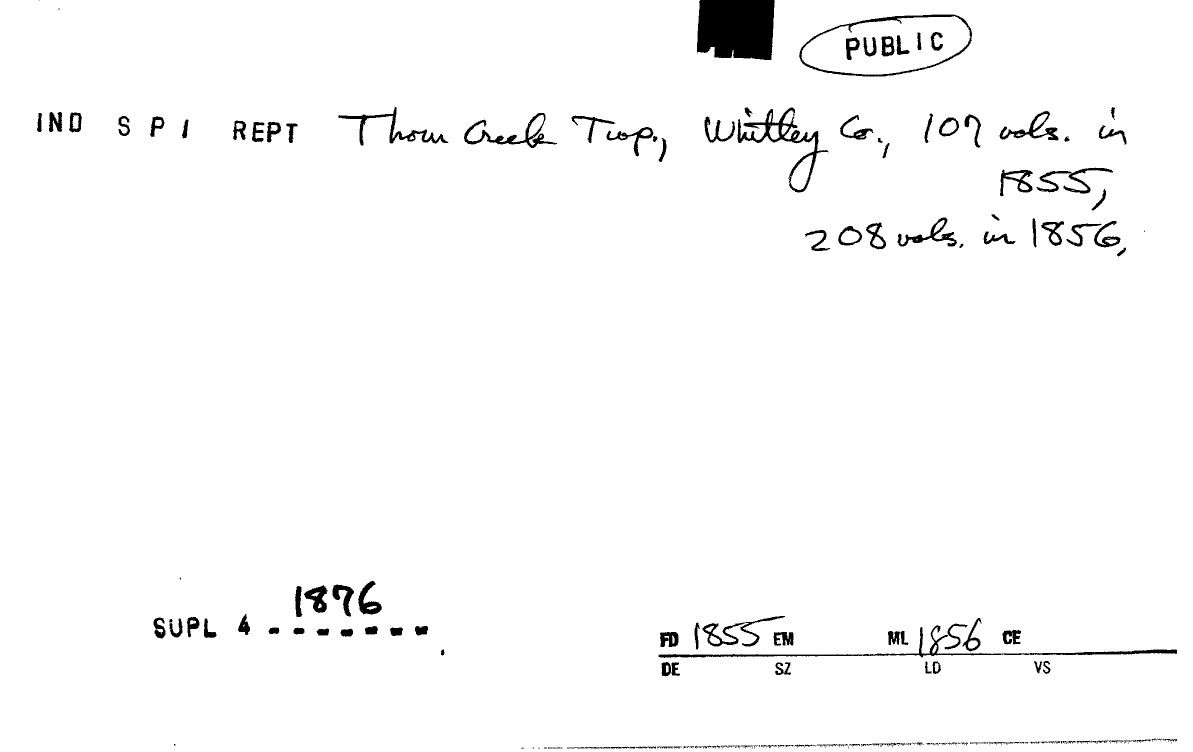 PUBLIC
IND S P I REPT Thorn Creek Twp., Whitley Co., 107 vols. in
1855,
208 vols. in 1856,
1876
SUPL 4 - - - - - - -
FD 1855 EM ML 1856 CE
DE SZ LD VS